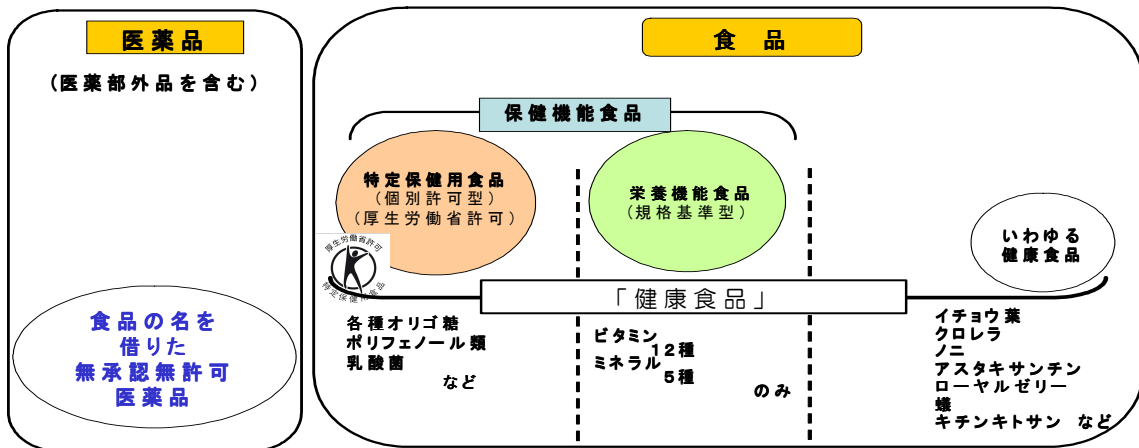 医薬品
(医薬部外品を含む)
食品の名を
借りた
無承認無許可
医薬品
食品
保健機能食品
特定保健用食品
(個別許可型)
(厚生労働省許可)
厚生労働省許可
特定保健用食品
栄養機能食品
(規格基準型)
いわゆる
健康食品
「健康食品」
各種オリゴ糖
ポリフェノール類
乳酸菌
など
ビタミン
12種
ミネラル
5種
のみ
イチョウ葉
クロレラ
ノニ
アスタキサンチン
ローヤルゼリー
蟻
キチンキトサン など